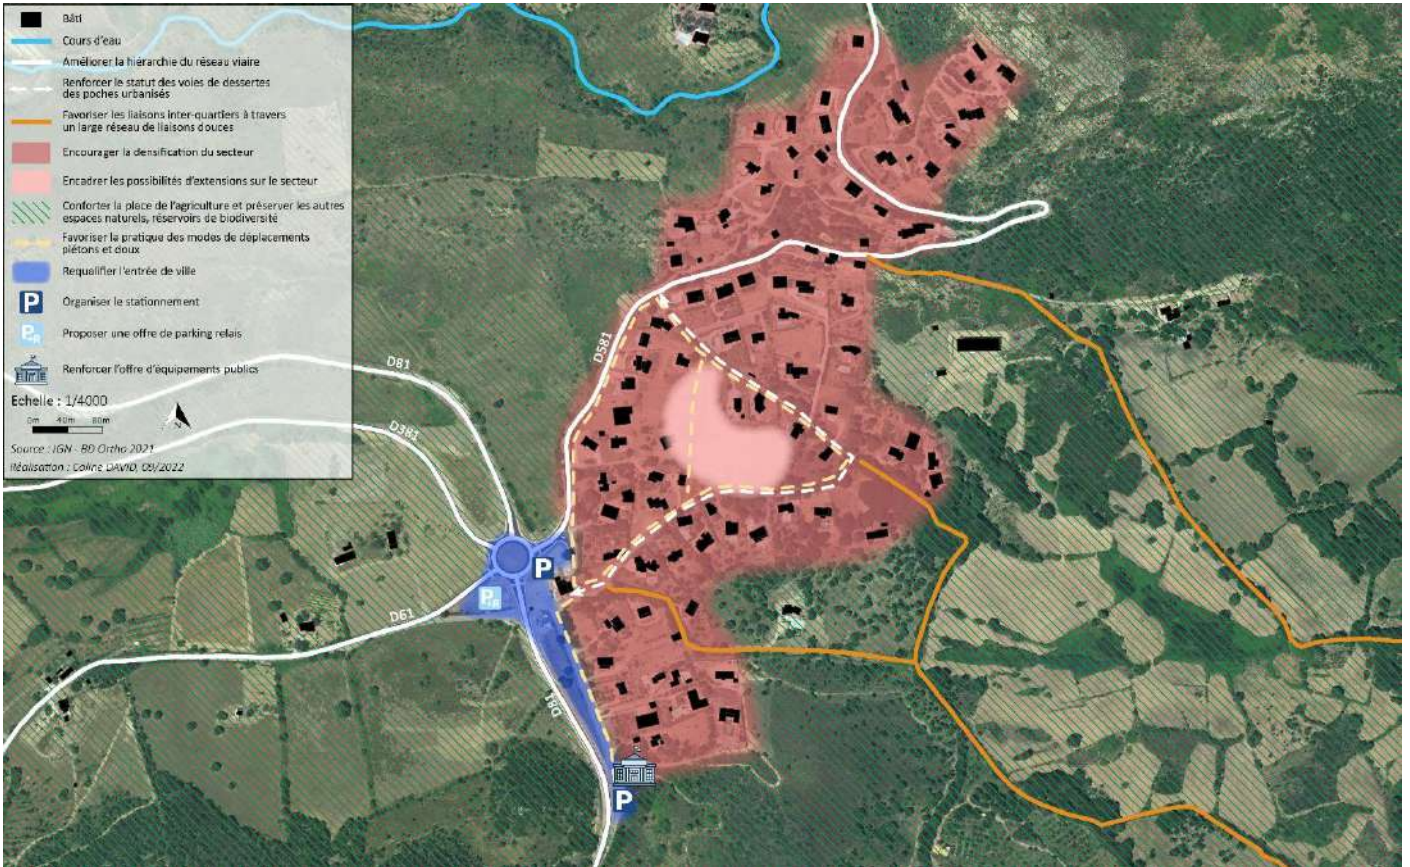 Bâti
Cours d'eau
Améliorer la hiérarchie du réseau viaire
Renforcer le statut des voies de dessertes
des poches urbanisés
Favoriser les liaisons inter-quartiers à travers
un large réseau de liaisons douces
Encourager la densification du secteur
Encadrer les possibilités d'extensions sur le secteur
Conforter la place de l'agriculture et préserver les autres
espaces naturels, réservoirs de biodiversité
Favoriser la pratique des modes de déplacements
piétons et doux
Requalifier l'entrée de ville
P
Organiser le stationnement
P+R
Proposer une offre de parking relais
Renforcer l'offre d'équipements publics
Echelle : 1/4000
0m 40m 80m
N
Source : IGN - BD Ortho 2021
Réalisation : Coline DAVID, 09/2022
D581
D81
D381
P
P+R
D61
D81
P